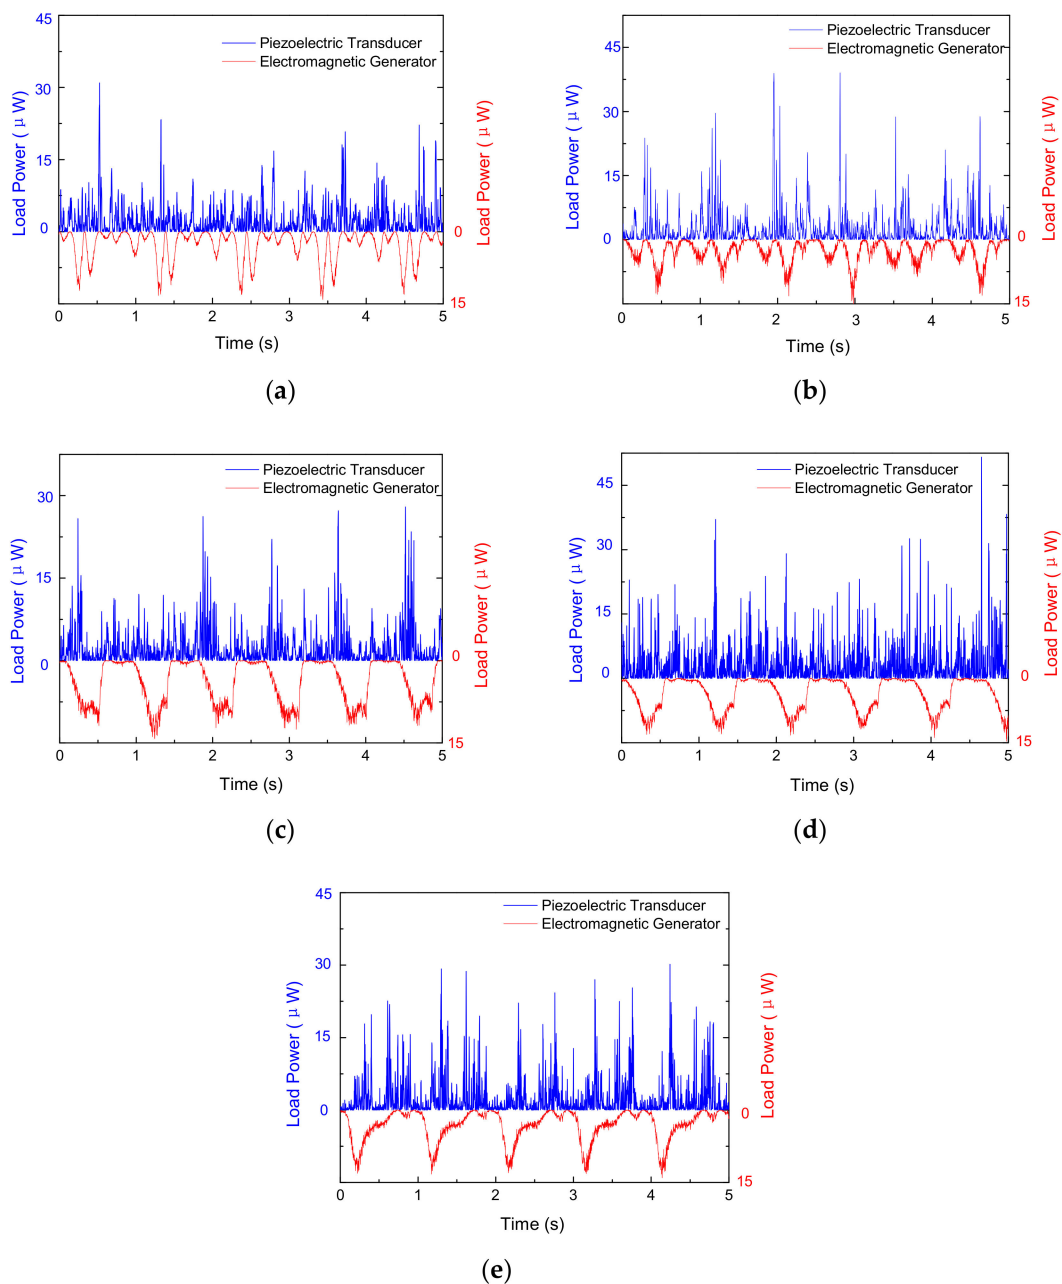 45
30
15
0
Load Power ( μ W)
Piezoelectric Transducer
Electromagnetic Generator
0
15
Load Power ( μ W)
0 1 2 3 4 5
Time (s)
(a)
45
30
15
0
Load Power ( μ W)
Piezoelectric Transducer
Electromagnetic Generator
0
15
Load Power ( μ W)
0 1 2 3 4 5
Time (s)
(b)
30
15
0
Load Power ( μ W)
Piezoelectric Transducer
Electromagnetic Generator
0
15
Load Power ( μ W)
0 1 2 3 4 5
Time (s)
(c)
45
30
15
0
Load Power ( μ W)
Piezoelectric Transducer
Electromagnetic Generator
0
15
Load Power ( μ W)
0 1 2 3 4 5
Time (s)
(d)
45
30
15
0
Load Power ( μ W)
Piezoelectric Transducer
Electromagnetic Generator
0
15
Load Power ( μ W)
0 1 2 3 4 5
Time (s)
(e)